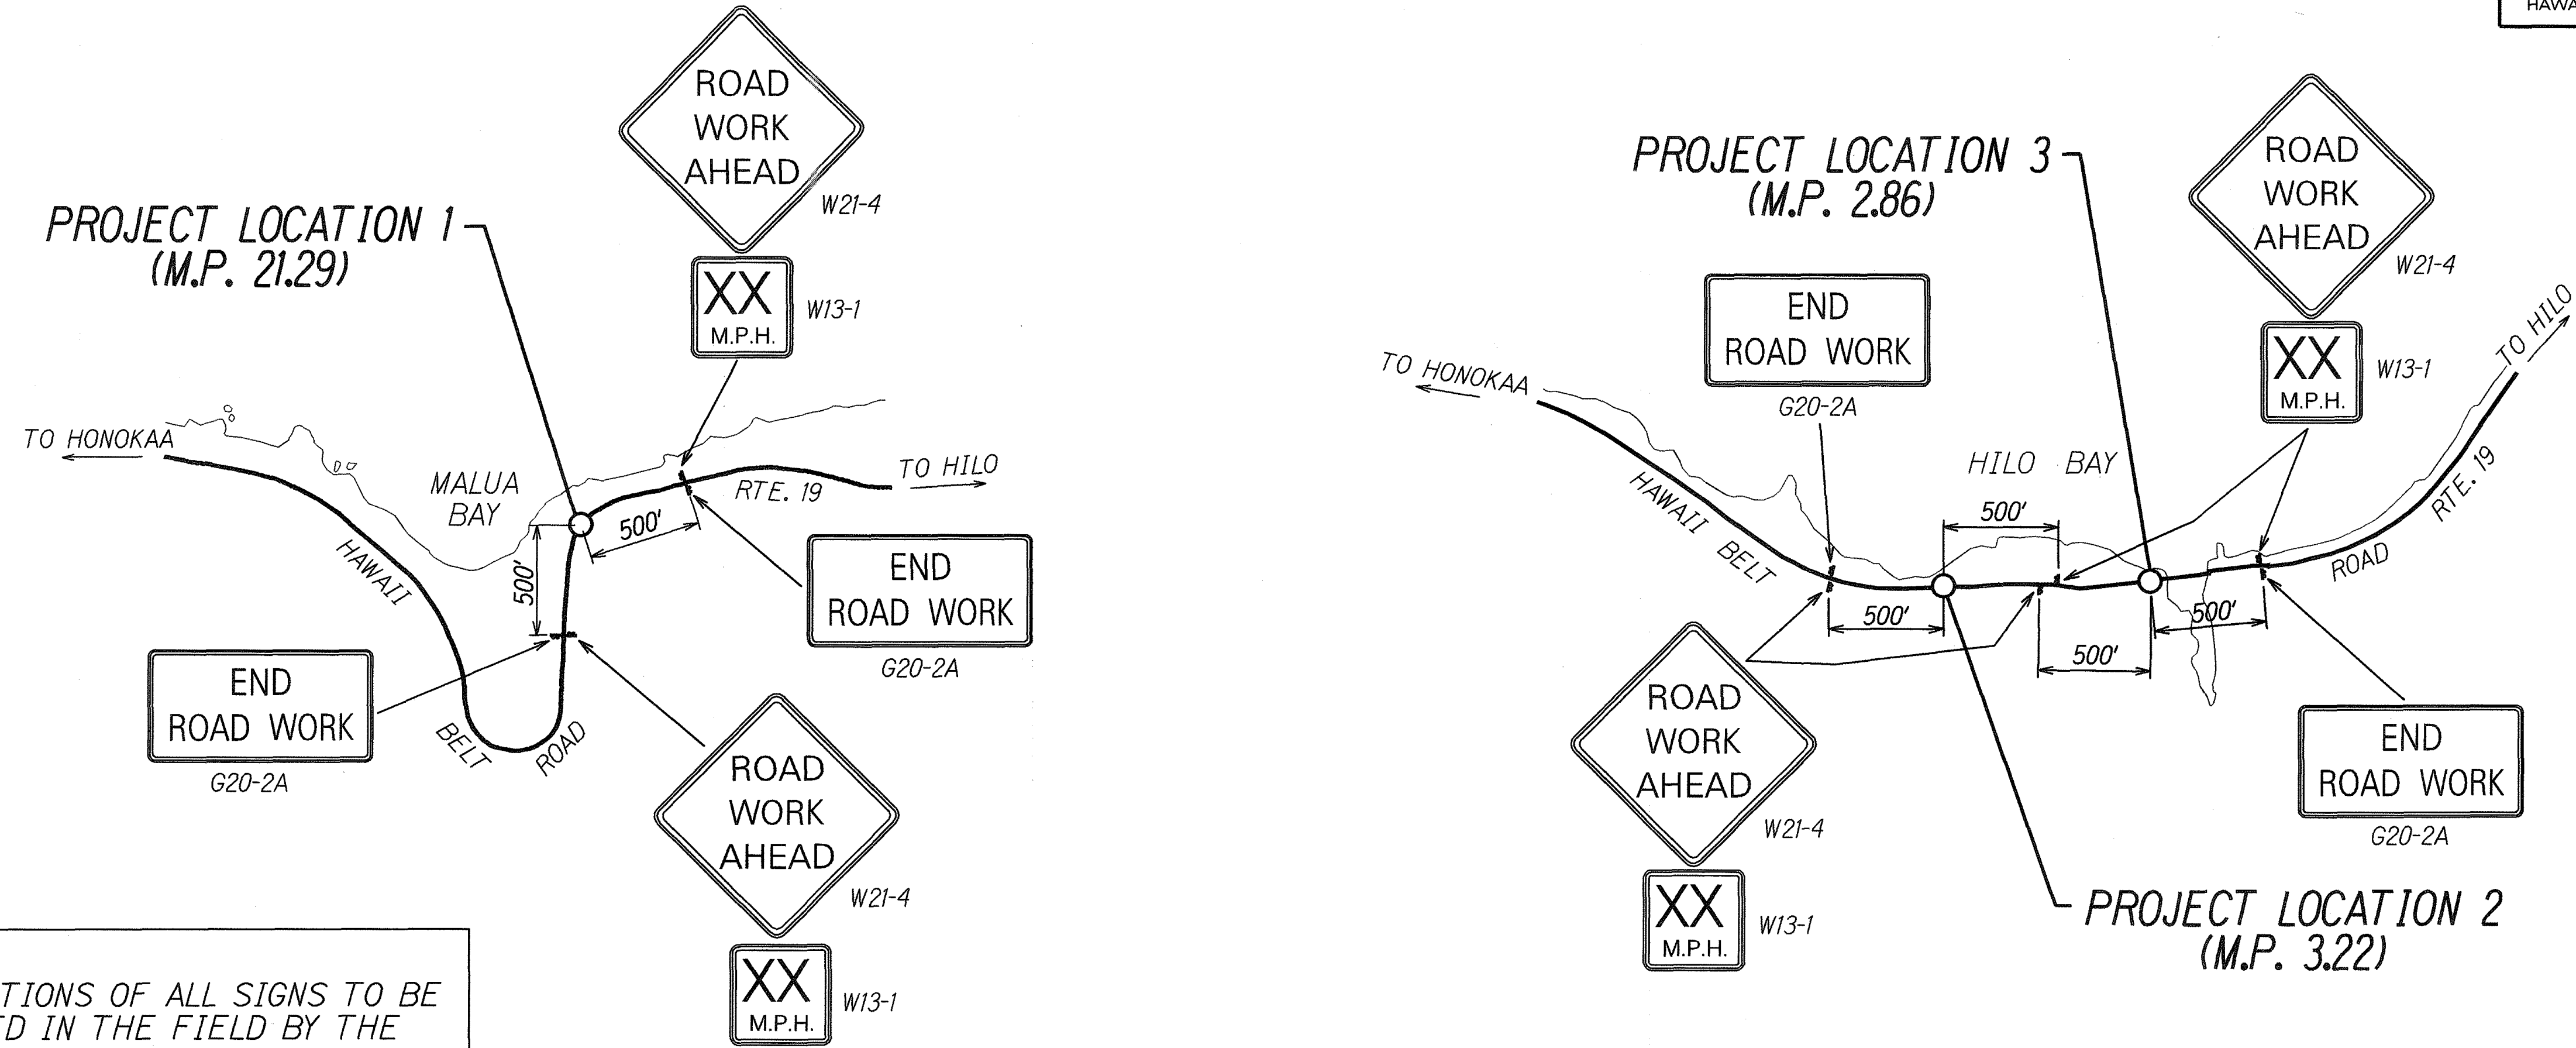 HAWA
ROAD
WORK
AHEAD
W21-4
XX
M.P.H.
W13-1
PROJECT LOCATION 1
(M.P. 21.29)
TO HONOKAA
MALUA
BAY
TO HILO
RTE. 19
500'
500'
HAWAII
BELT
ROAD
END
ROAD WORK
G20-2A
END
ROAD WORK
G20-2A
ROAD
WORK
AHEAD
W21-4
XX
M.P.H.
W13-1
TIONS OF ALL SIGNS TO BE
TD IN THE FIELD BY THE
PROJECT LOCATION 3
(M.P. 2.86)
ROAD
WORK
AHEAD
W21-4
XX
M.P.H.
W13-1
END
ROAD WORK
G20-2A
TO HONOKAA
TO HILO
HILO BAY
HAWAII BELT
ROAD
RTE. 19
500'
500'
500'
500'
ROAD
WORK
AHEAD
W21-4
XX
M.P.H.
W13-1
END
ROAD WORK
G20-2A
PROJECT LOCATION 2
(M.P. 3.22)